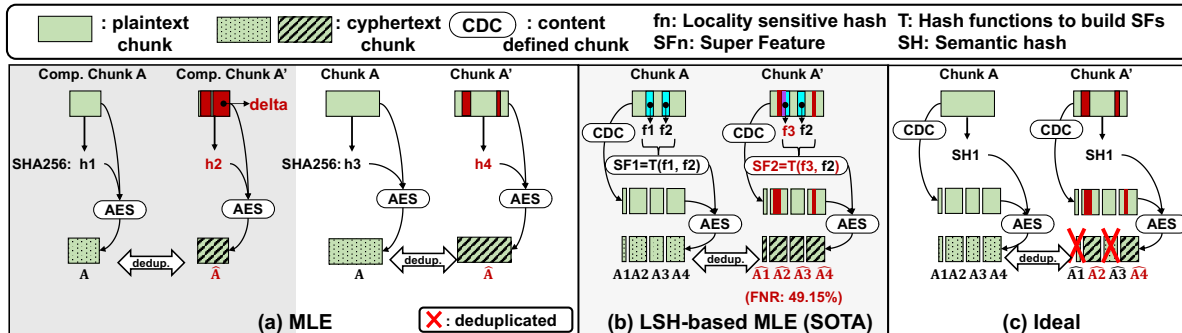 : plaintext chunk
: cyphertext chunk
CDC : content defined chunk
fn: Locality sensitive hash
SFn: Super Feature
T: Hash functions to build SFs
SH: Semantic hash
Comp. Chunk A
Comp. Chunk A'
delta
SHA256: h1
h2
AES
AES
A
dedup.
Â
Chunk A
Chunk A'
SHA256: h3
h4
AES
AES
A
dedup.
Â
(a) MLE
: deduplicated
Chunk A
Chunk A'
CDC
f1 f2
CDC
f3 f2
SF1=T(f1, f2)
SF2=T(f3, f2)
AES
AES
dedup.
A1 A2 A3 A4
Â1 Â2 Â3 Â4
(FNR: 49.15%)
(b) LSH-based MLE (SOTA)
Chunk A
Chunk A'
CDC
SH1
CDC
SH1
AES
AES
dedup.
A1 A2 A3 A4
Â1 Â2 Â3 Â4
(c) Ideal